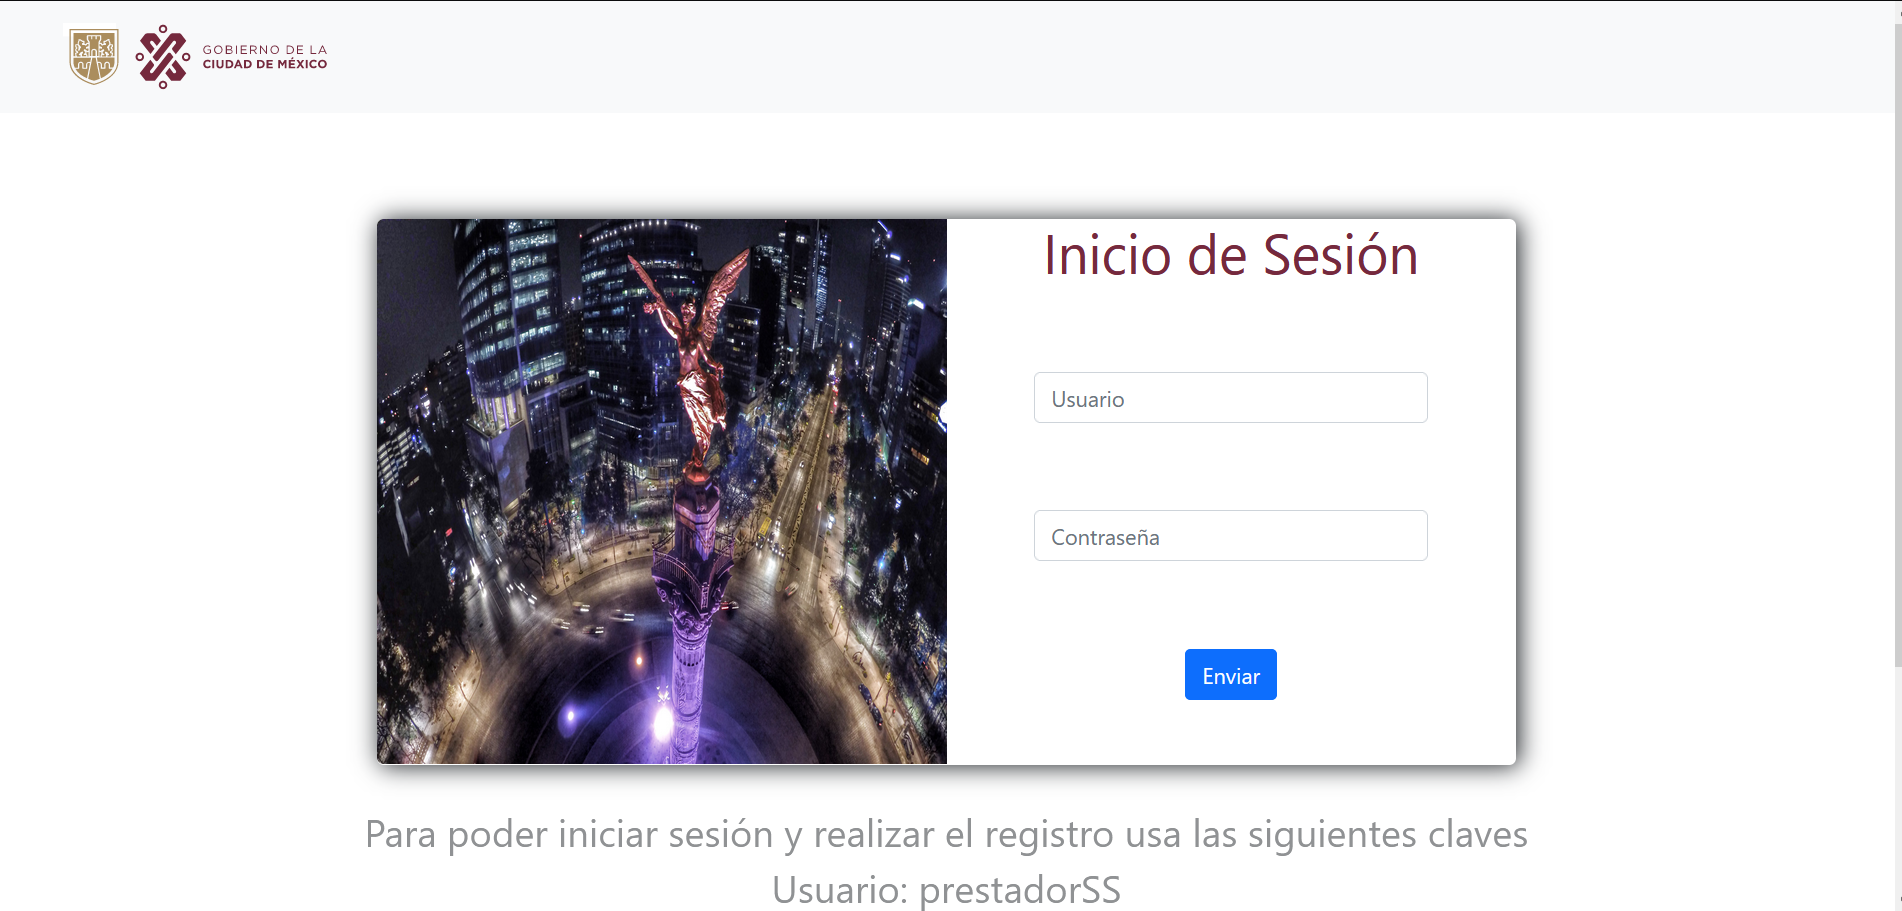 GOBIERNO DE LA
CIUDAD DE MÉXICO
Inicio de Sesión
Usuario
Contraseña
Enviar
Para poder iniciar sesión y realizar el registro usa las siguientes claves
Usuario: prestadorSS